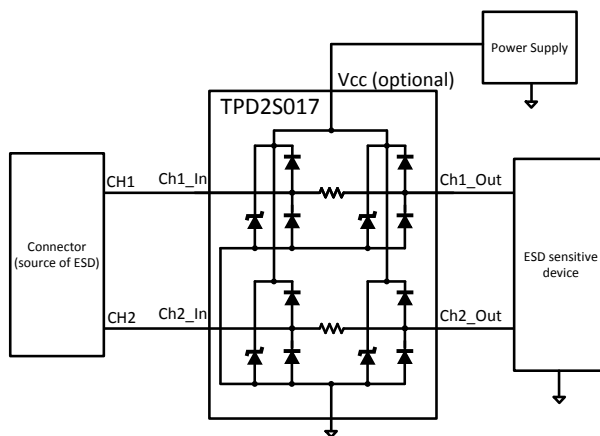 Power Supply
Vcc (optional)
TPD2S017
CH1
Ch1_In
Ch1_Out
Connector
(source of ESD)
ESD sensitive
device
CH2
Ch2_In
Ch2_Out